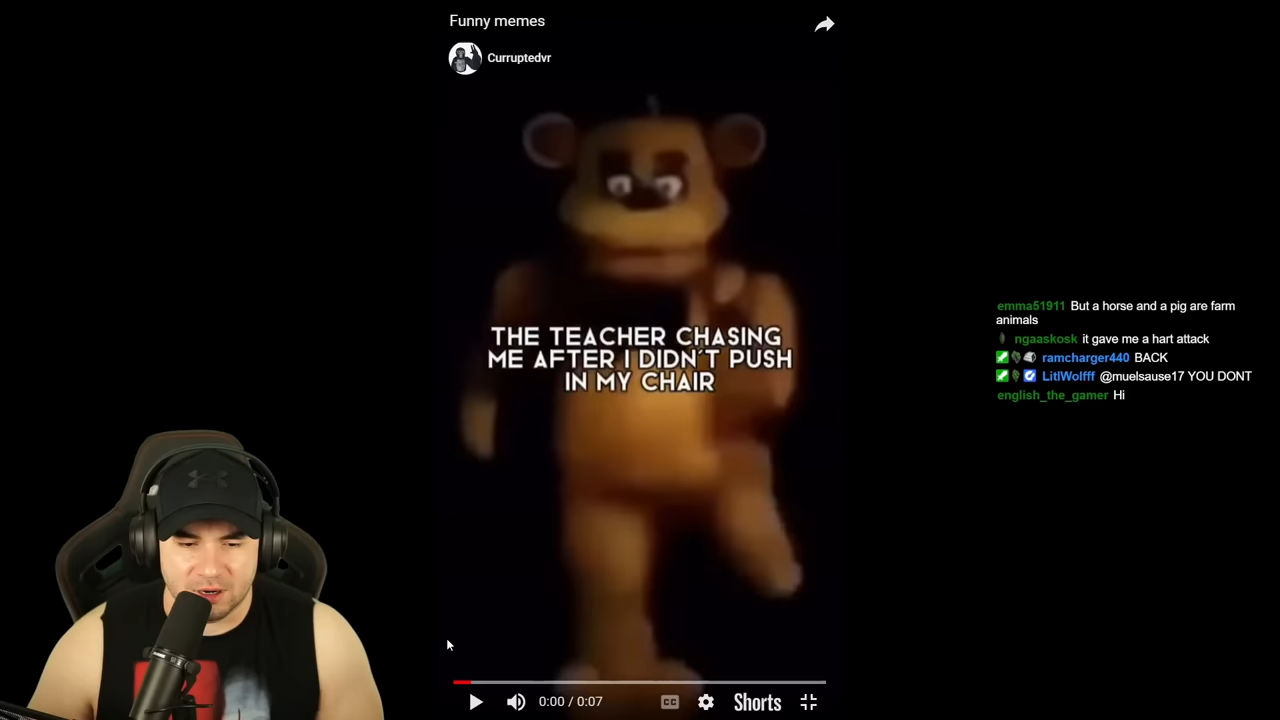 Funny memes
Curruptedvr
THE TEACHER CHASING
ME AFTER I DIDN'T PUSH
IN MY CHAIR
emma51911 But a horse and a pig are farm
animals
ngaaskosk it gave me a hart attack
ramcharger440 BACK
LitlWolfff @muelsause17 YOU DONT
english_the_gamer Hi
0:00 / 0:07
CC
Shorts